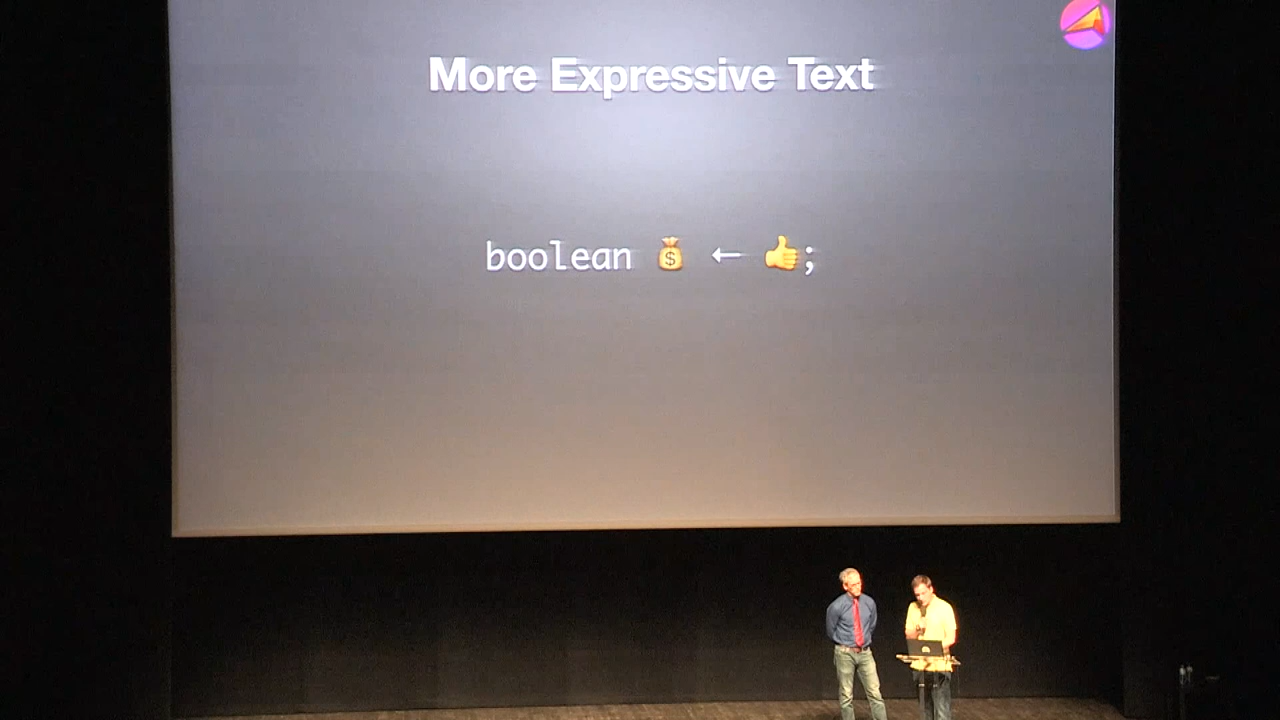 More Expressive Text
boolean 💰 ← 👍;